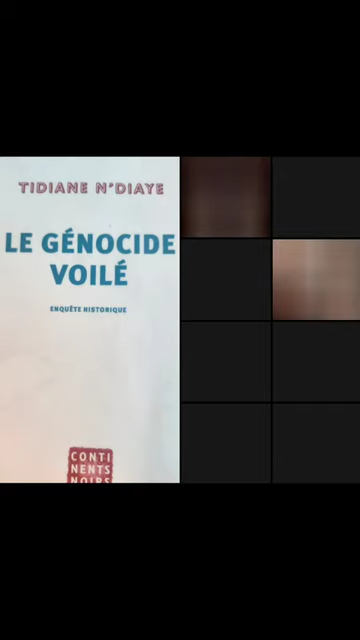 TIDIANE N'DIAYE
LE GÉNOCIDE
VOILÉ
ENQUÊTE HISTORIQUE
CONTI
NENTS
NOIRS